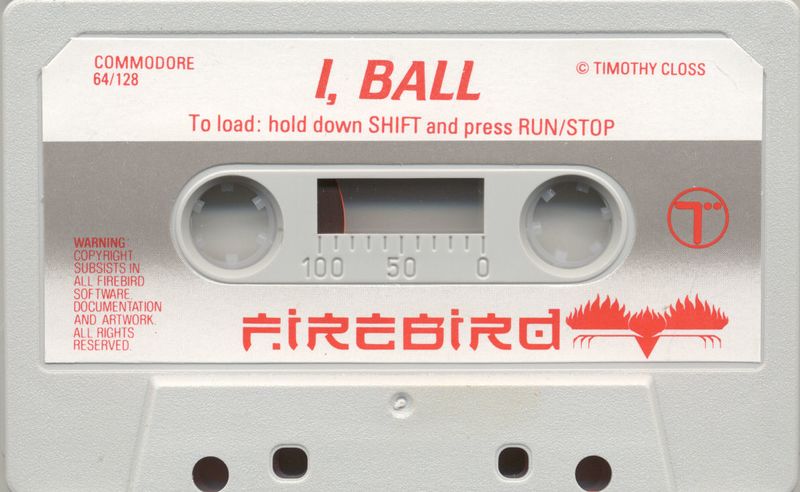 COMMODORE
64/128
I, BALL
© TIMOTHY CLOSS
To load: hold down SHIFT and press RUN/STOP
100 50 0
WARNING:
COPYRIGHT
SUBSISTS IN
ALL FIREBIRD
SOFTWARE,
DOCUMENTATION
AND ARTWORK.
ALL RIGHTS
RESERVED.
FIREBIRD